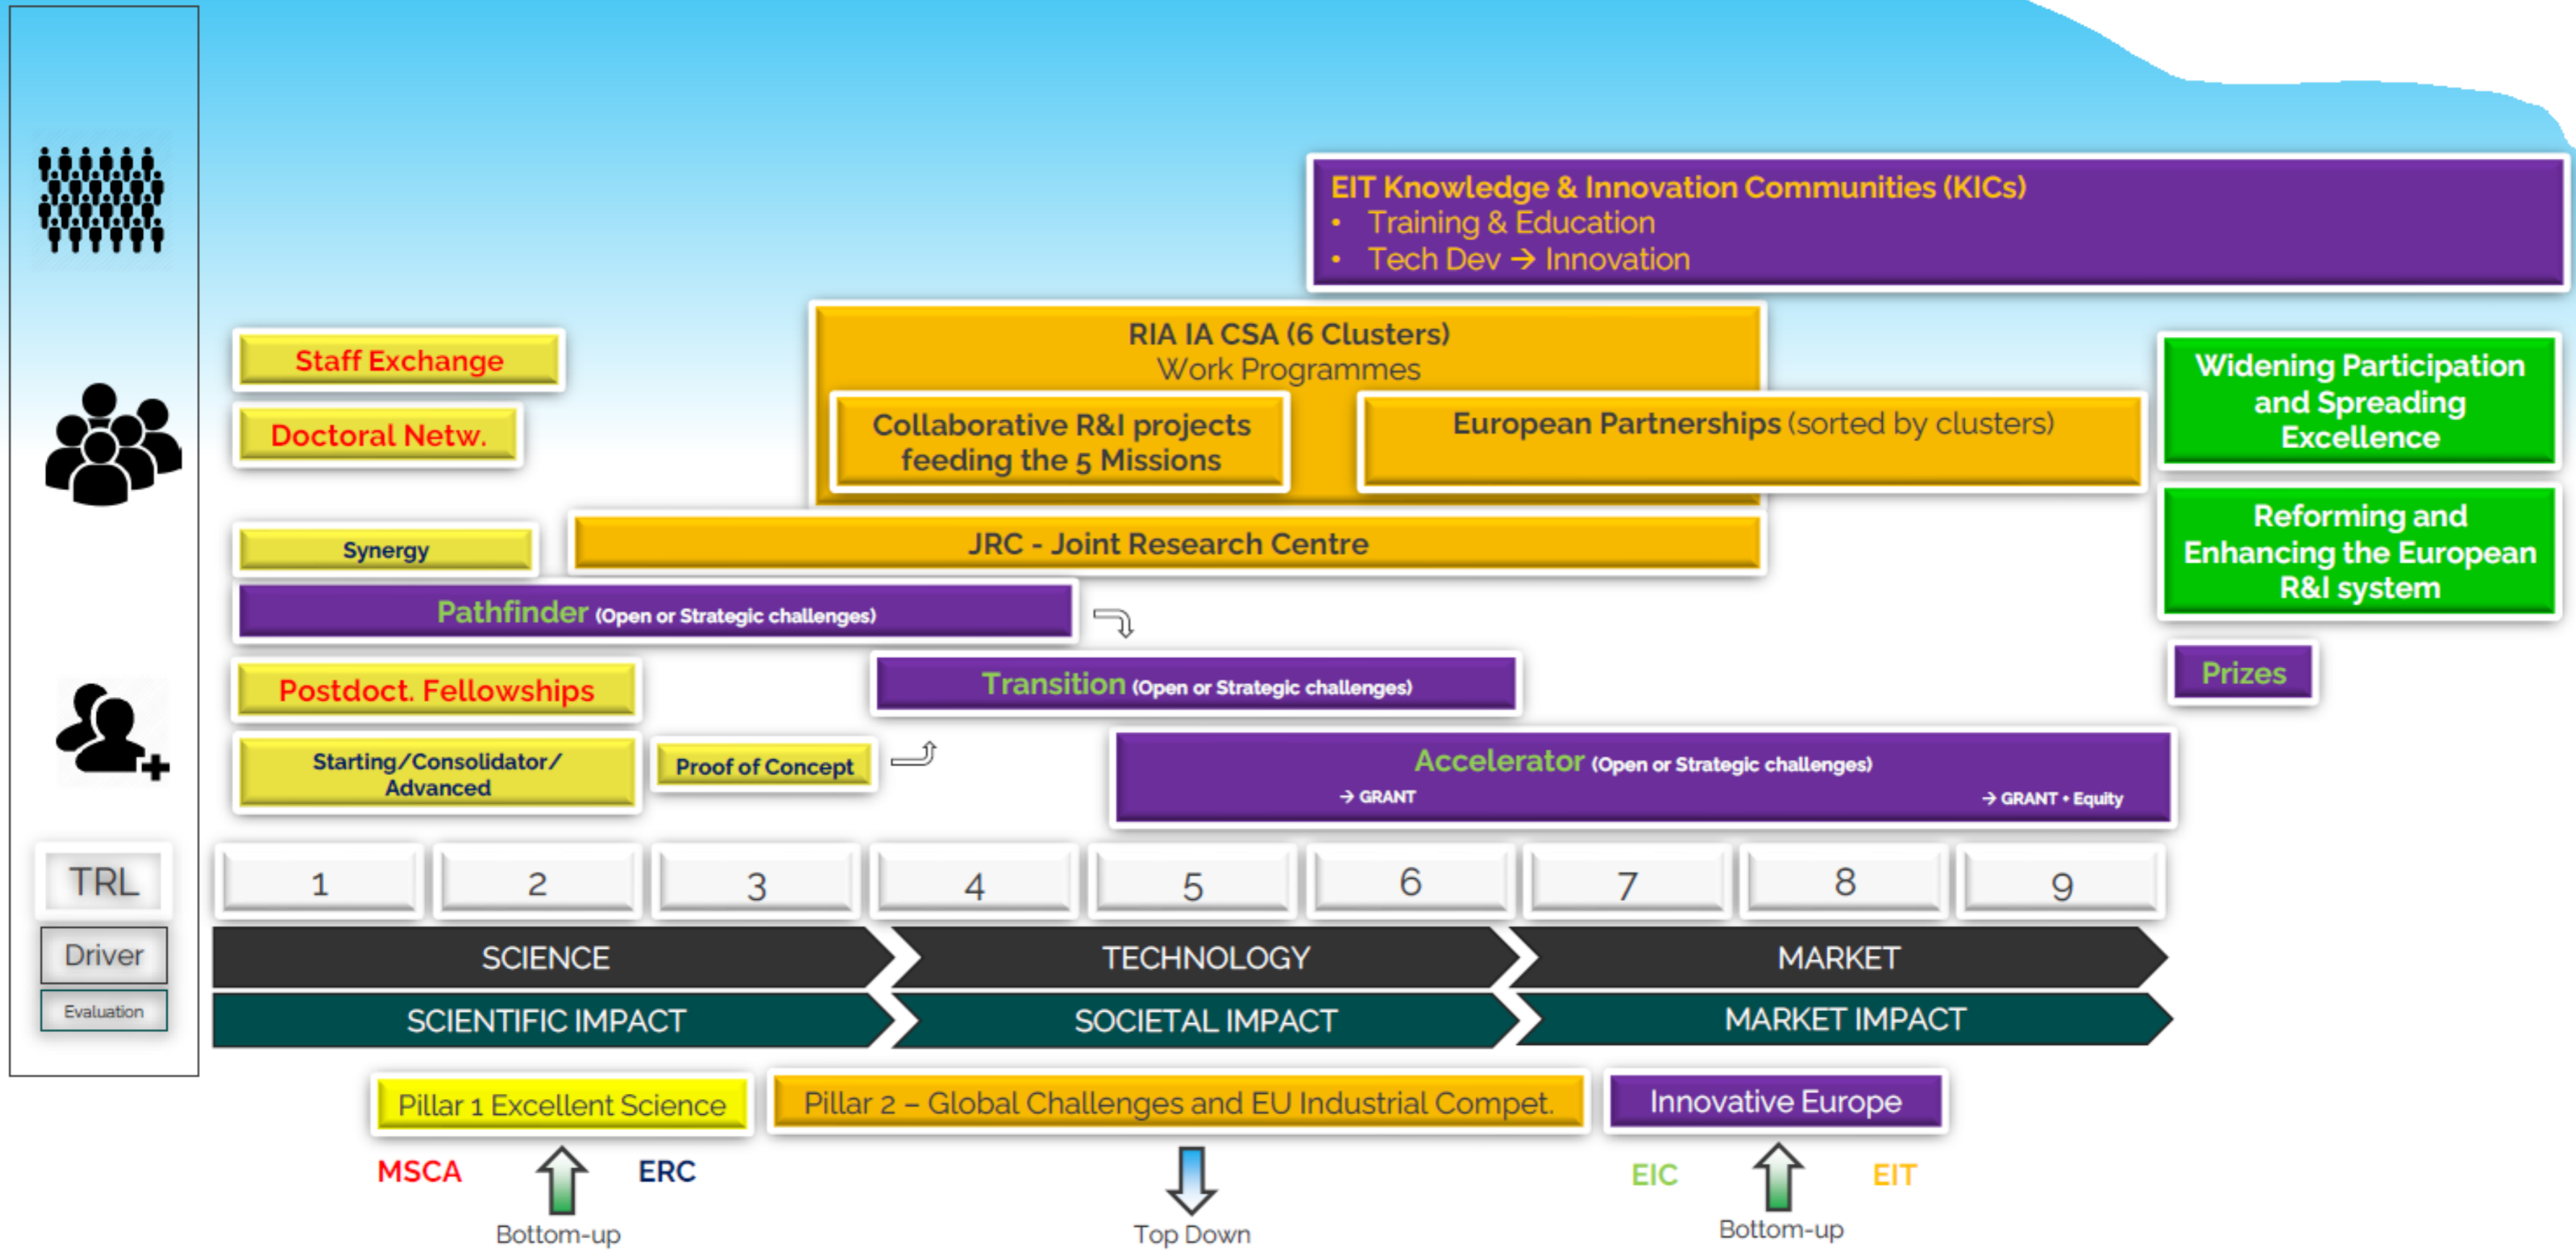 EIT Knowledge & Innovation Communities (KICs)
• Training & Education
• Tech Dev → Innovation
RIA IA CSA (6 Clusters)
Work Programmes
Staff Exchange
Doctoral Netw.
Collaborative R&I projects
feeding the 5 Missions
European Partnerships (sorted by clusters)
Widening Participation
and Spreading
Excellence
Synergy
JRC - Joint Research Centre
Reforming and
Enhancing the European
R&I system
Pathfinder (Open or Strategic challenges)
Postdoct. Fellowships
Transition (Open or Strategic challenges)
Prizes
Starting/Consolidator/
Advanced
Proof of Concept
Accelerator (Open or Strategic challenges)
→ GRANT
→ GRANT + Equity
TRL
1
2
3
4
5
6
7
8
9
Driver
SCIENCE
TECHNOLOGY
MARKET
Evaluation
SCIENTIFIC IMPACT
SOCIETAL IMPACT
MARKET IMPACT
Pillar 1 Excellent Science
Pillar 2 – Global Challenges and EU Industrial Compet.
Innovative Europe
MSCA
ERC
EIC
EIT
Bottom-up
Top Down
Bottom-up